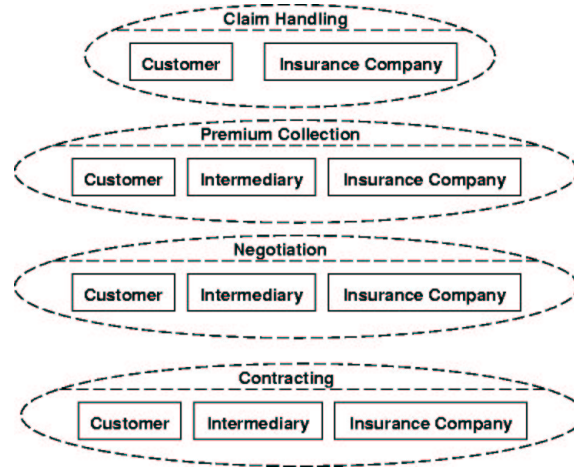 Claim Handling
Customer Insurance Company
Premium Collection
Customer Intermediary Insurance Company
Negotiation
Customer Intermediary Insurance Company
Contracting
Customer Intermediary Insurance Company